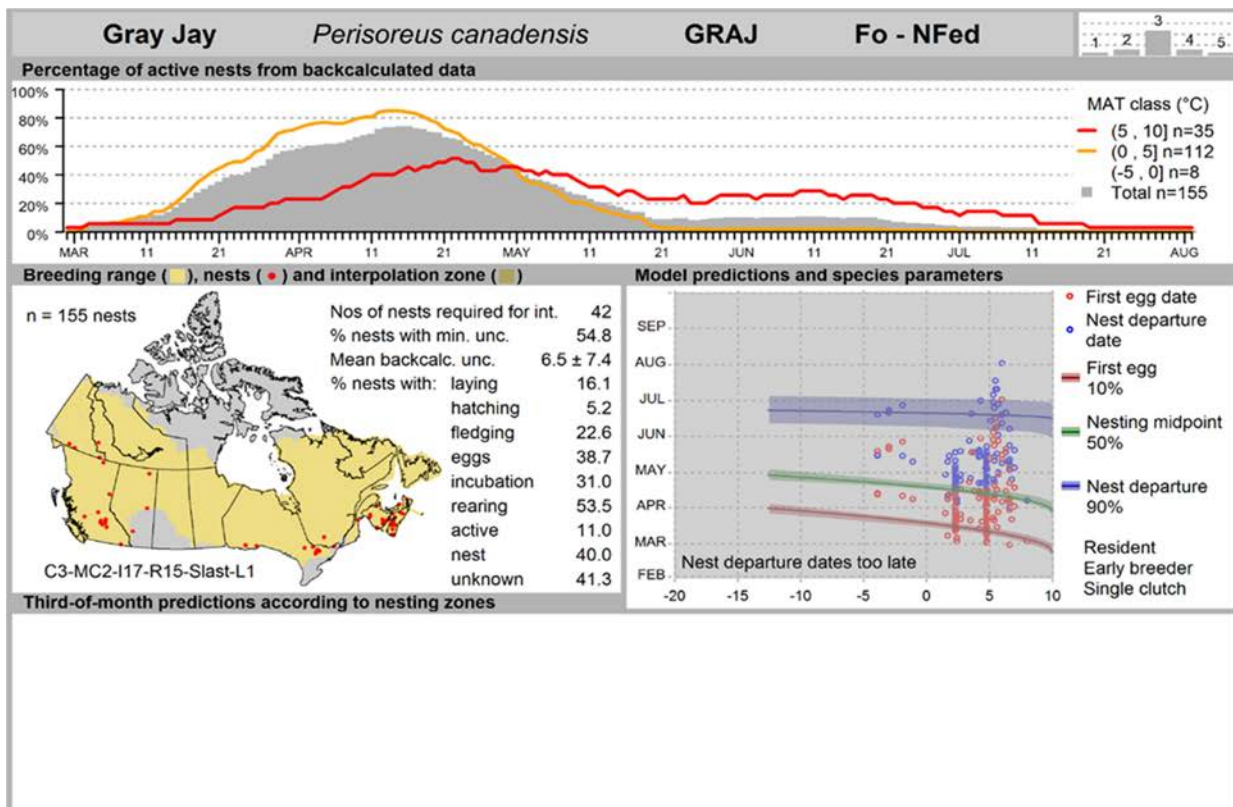 Gray Jay Perisoreus canadensis GRAJ Fo - NFed
1 2 3 4 5
Percentage of active nests from backcalculated data
100%
80%
60%
40%
20%
0%
MAR 11 21 APR 11 21 MAY 11 21 JUN 11 21 JUL 11 21 AUG
MAT class (°C)
(5 , 10] n=35
(0 , 5] n=112
(-5 , 0] n=8
Total n=155
Breeding range ( ), nests ( ) and interpolation zone ( )
n = 155 nests
Nos of nests required for int. 42
% nests with min. unc. 54.8
Mean backcalc. unc. 6.5 ± 7.4
% nests with: laying 16.1
hatching 5.2
fledging 22.6
eggs 38.7
incubation 31.0
rearing 53.5
active 11.0
nest 40.0
unknown 41.3
C3-MC2-I17-R15-Slast-L1
Model predictions and species parameters
SEP
AUG
JUL
JUN
MAY
APR
MAR
FEB
Nest departure dates too late
-20 -15 -10 -5 0 5 10
First egg date
Nest departure
date
First egg
10%
Nesting midpoint
50%
Nest departure
90%
Resident
Early breeder
Single clutch
Third-of-month predictions according to nesting zones